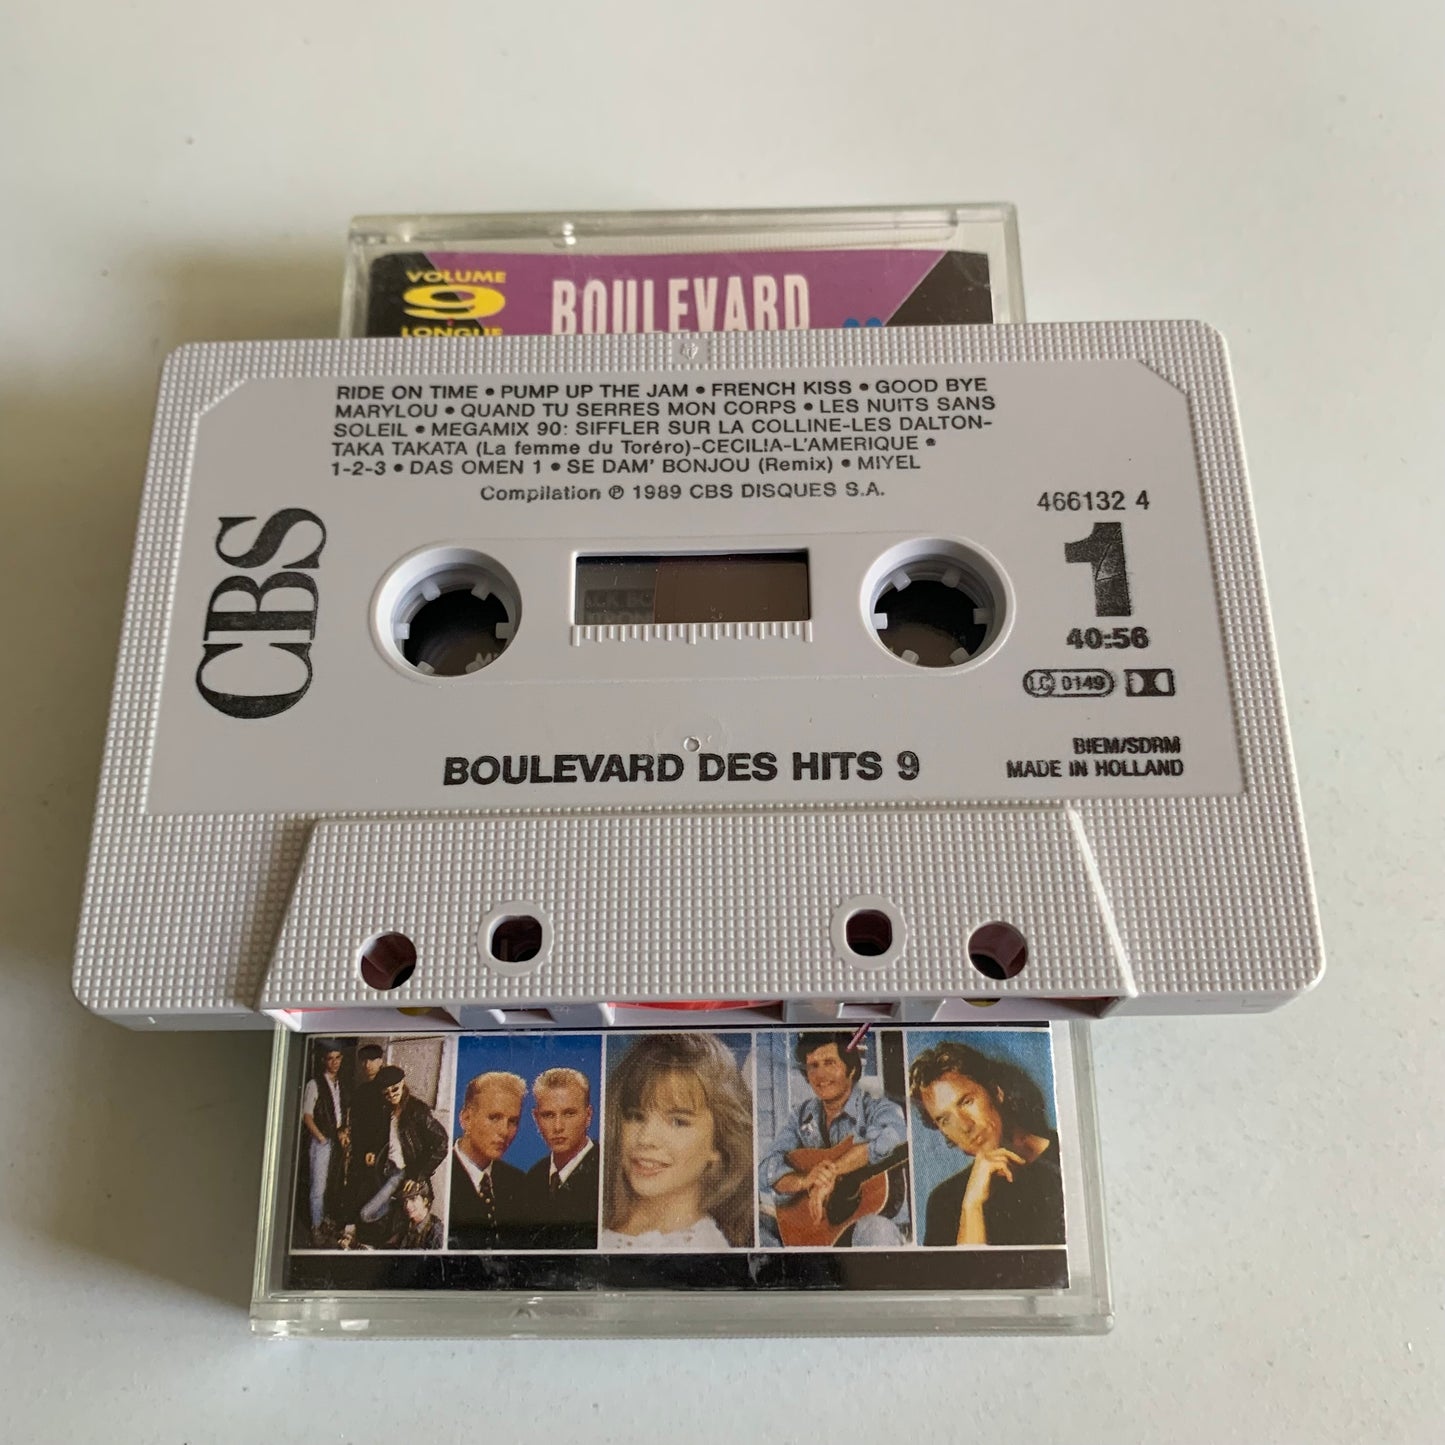 VOLUME
9
LONGUE
BOULEVARD
RIDE ON TIME • PUMP UP THE JAM • FRENCH KISS • GOOD BYE
MARYLOU • QUAND TU SERRES MON CORPS • LES NUITS SANS
SOLEIL • MEGAMIX 90: SIFFLER SUR LA COLLINE-LES DALTON-
TAKA TAKATA (La femme du Toréro)-CECILIA-L'AMERIQUE •
1-2-3 • DAS OMEN 1 • SE DAM' BONJOU (Remix) • MIYEL
Compilation ℗ 1989 CBS DISQUES S.A.
CBS
466132 4
1
40:56
LC 0149
BOULEVARD DES HITS 9
BIEM/SDRM
MADE IN HOLLAND